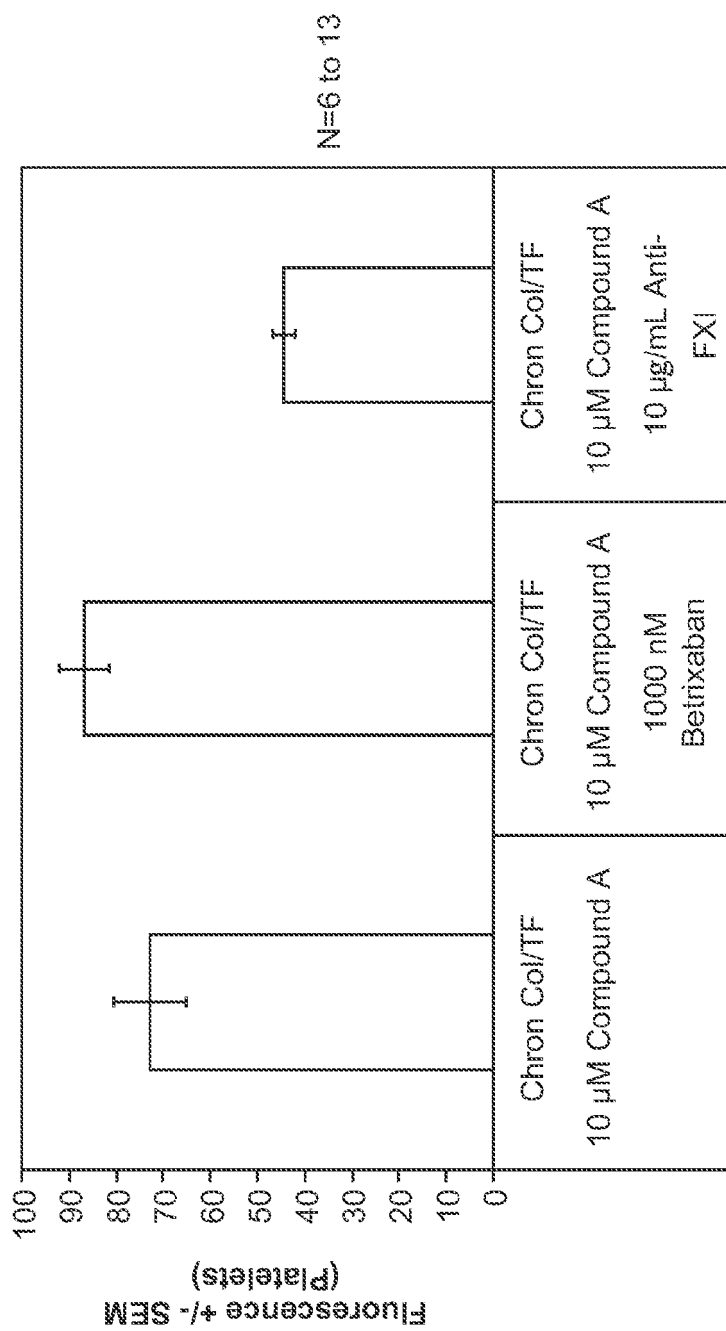 Fluorescence +/- SEM
(Platelets)
100
90
80
70
60
50
40
30
20
10
0
Chron Col/TF
10 µM Compound A
Chron Col/TF
10 µM Compound A
1000 nM
Betrixaban
Chron Col/TF
10 µM Compound A
10 µg/mL Anti-
FXI
N=6 to 13